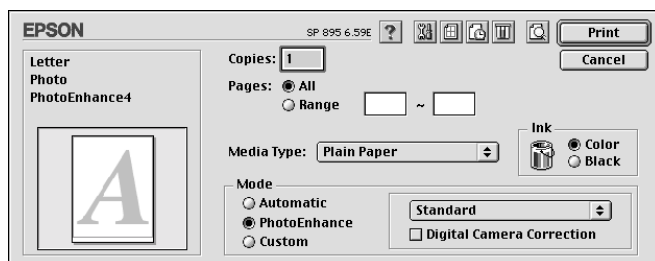 EPSON
SP 895 6.59E
?
Print
Cancel
Letter
Photo
PhotoEnhance4
A
Copies: 1
Pages: All
Range ~
Media Type: Plain Paper
Ink
Color
Black
Mode
Automatic
PhotoEnhance
Custom
Standard
Digital Camera Correction